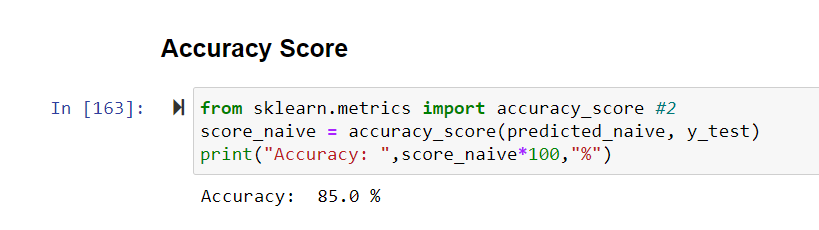 Accuracy Score
In [163]: from sklearn.metrics import accuracy_score #2
score_naive = accuracy_score(predicted_naive, y_test)
print("Accuracy: ",score_naive*100,"%")
Accuracy:  85.0 %